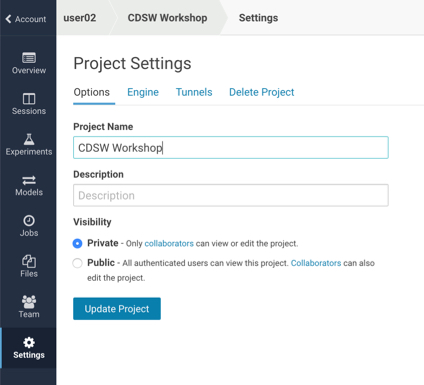 Account
user02
CDSW Workshop
Settings
Overview
Sessions
Experiments
Models
Jobs
Files
Team
Settings
Project Settings
Options Engine Tunnels Delete Project
Project Name
CDSW Workshop
Description
Description
Visibility
Private - Only collaborators can view or edit the project.
Public - All authenticated users can view this project. Collaborators can also
edit the project.
Update Project